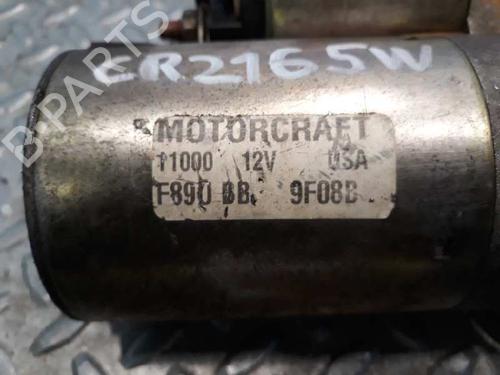 ER2165W
MOTORCRAFT
11000 12V USA
F89U BB 9F08B
B-PARTS